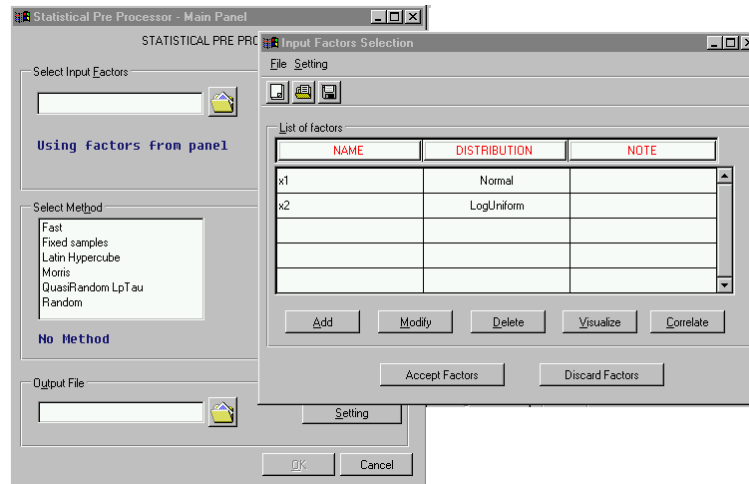 Statistical Pre Processor - Main Panel
STATISTICAL PRE PRO
Select Input Factors
Using factors from panel
Select Method
Fast
Fixed samples
Latin Hypercube
Morris
QuasiRandom LpTau
Random
No Method
Output File
Setting
OK
Cancel
Input Factors Selection
File Setting
List of factors
NAME DISTRIBUTION NOTE
x1 Normal
x2 LogUniform
Add Modify Delete Visualize Correlate
Accept Factors Discard Factors